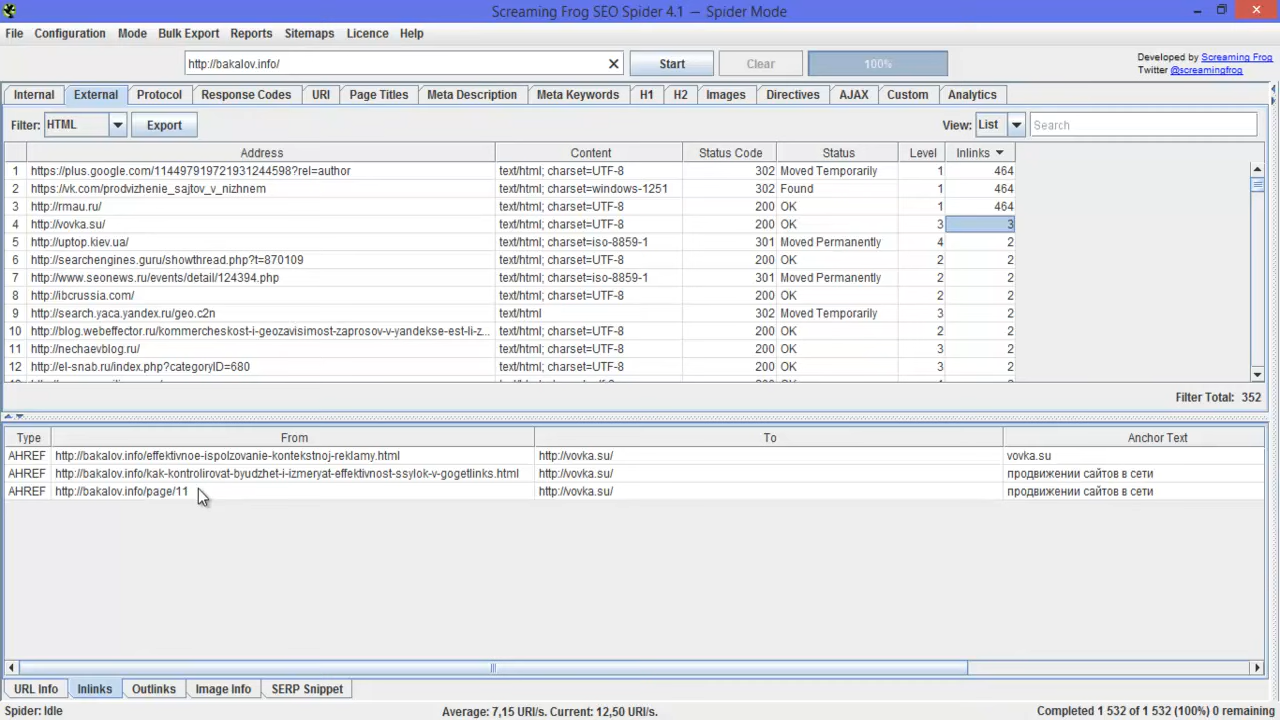 Screaming Frog SEO Spider 4.1 — Spider Mode
File Configuration Mode Bulk Export Reports Sitemaps Licence Help
http://bakalov.info/ Start Clear 100%
Developed by Screaming Frog
Twitter @screamingfrog
Internal External Protocol Response Codes URI Page Titles Meta Description Meta Keywords H1 H2 Images Directives AJAX Custom Analytics
Filter: HTML Export View: List Search
Address Content Status Code Status Level Inlinks
1 https://plus.google.com/114497919721931244598?rel=author text/html; charset=UTF-8 302 Moved Temporarily 1 464
2 https://vk.com/prodvizhenie_sajtov_v_nizhnem text/html; charset=windows-1251 302 Found 1 464
3 http://rmau.ru/ text/html; charset=UTF-8 200 OK 1 464
4 http://vovka.su/ text/html; charset=UTF-8 200 OK 3 3
5 http://uptop.kiev.ua/ text/html; charset=iso-8859-1 301 Moved Permanently 4 2
6 http://searchengines.guru/showthread.php?t=870109 text/html; charset=UTF-8 200 OK 2 2
7 http://www.seonews.ru/events/detail/124394.php text/html; charset=iso-8859-1 301 Moved Permanently 2 2
8 http://ibcrussia.com/ text/html; charset=UTF-8 200 OK 2 2
9 http://search.yaca.yandex.ru/geo.c2n text/html 302 Moved Temporarily 3 2
10 http://blog.webeffector.ru/kommercheskost-i-geozavisimost-zaprosov-v-yandekse-est-li-z... text/html; charset=UTF-8 200 OK 2 2
11 http://nechaevblog.ru/ text/html; charset=UTF-8 200 OK 3 2
12 http://el-snab.ru/index.php?categoryID=680 text/html; charset=UTF-8 200 OK 3 2
Filter Total: 352
Type From To Anchor Text
AHREF http://bakalov.info/effektivnoe-ispolzovanie-kontekstnoj-reklamy.html http://vovka.su/ vovka.su
AHREF http://bakalov.info/kak-kontrolirovat-byudzhet-i-izmeryat-effektivnost-ssylok-v-gogetlinks.html http://vovka.su/ продвижении сайтов в сети
AHREF http://bakalov.info/page/11 http://vovka.su/ продвижении сайтов в сети
URL Info Inlinks Outlinks Image Info SERP Snippet
Spider: Idle Average: 7,15 URI/s. Current: 12,50 URI/s. Completed 1 532 of 1 532 (100%) 0 remaining